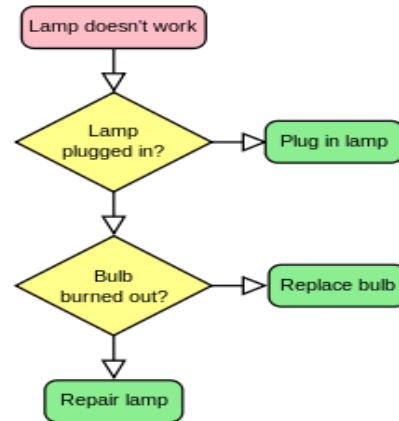 Lamp doesn't work
Lamp
plugged in?
Plug in lamp
Bulb
burned out?
Replace bulb
Repair lamp